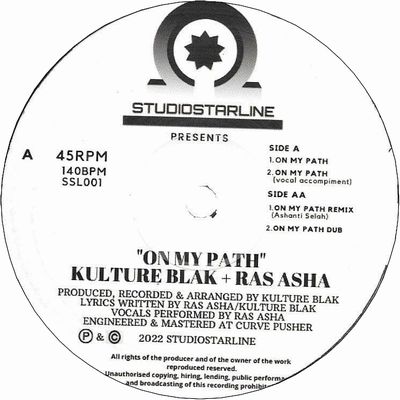 STUDIOSTARLINE
PRESENTS
A
45RPM
140BPM
SSL001
SIDE A
1.ON MY PATH
2.ON MY PATH
(vocal accompiment)
SIDE AA
1.ON MY PATH REMIX
(Ashanti Selah)
2.ON MY PATH DUB
"ON MY PATH"
KULTURE BLAK + RAS ASHA
PRODUCED, RECORDED & ARRANGED BY KULTURE BLAK
LYRICS WRITTEN BY RAS ASHA/KULTURE BLAK
VOCALS PERFORMED BY RAS ASHA
ENGINEERED & MASTERED AT CURVE PUSHER
Ⓟ & © 2022 STUDIOSTARLINE
All rights of the producer and of the owner of the work
reproduced reserved.
Unauthorised copying, hiring, lending, public performa
and broadcasting of this recording prohibit